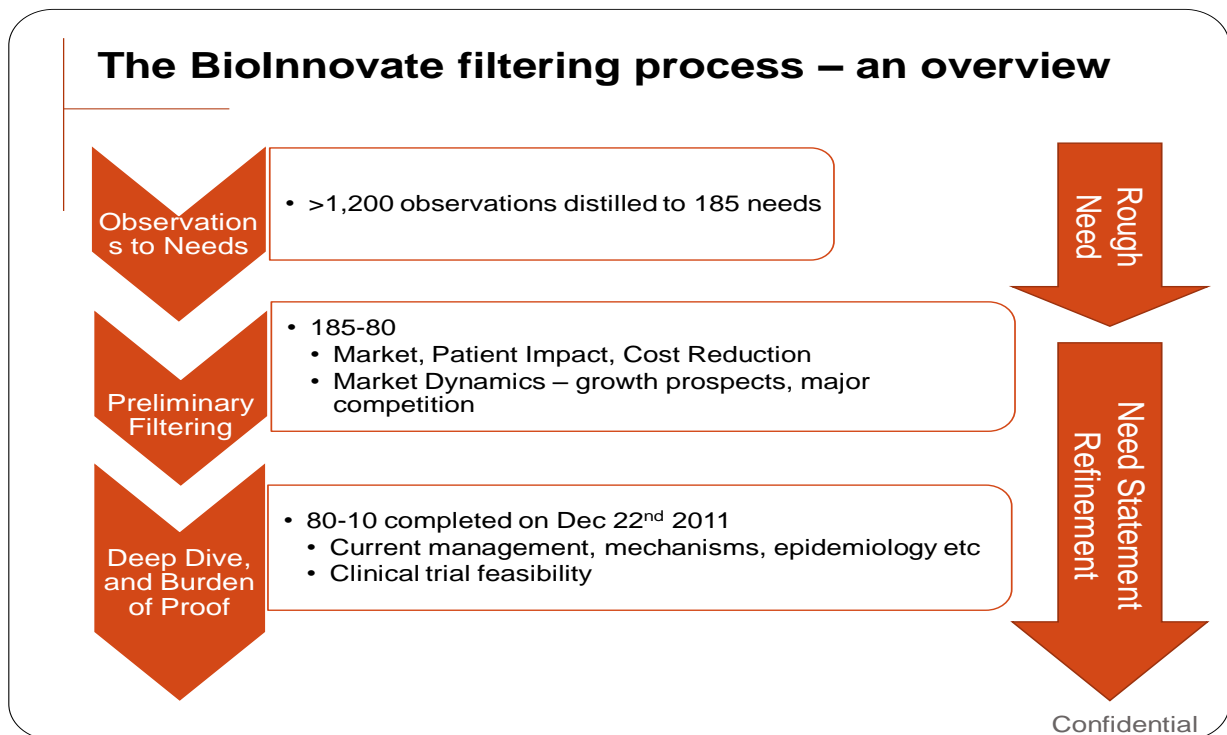 The BioInnovate filtering process – an overview
Observation
s to Needs
• >1,200 observations distilled to 185 needs
Rough
Need
Preliminary
Filtering
• 185-80
• Market, Patient Impact, Cost Reduction
• Market Dynamics – growth prospects, major
competition
Need Statement
Refinement
Deep Dive,
and Burden
of Proof
• 80-10 completed on Dec 22nd 2011
• Current management, mechanisms, epidemiology etc
• Clinical trial feasibility
Confidential